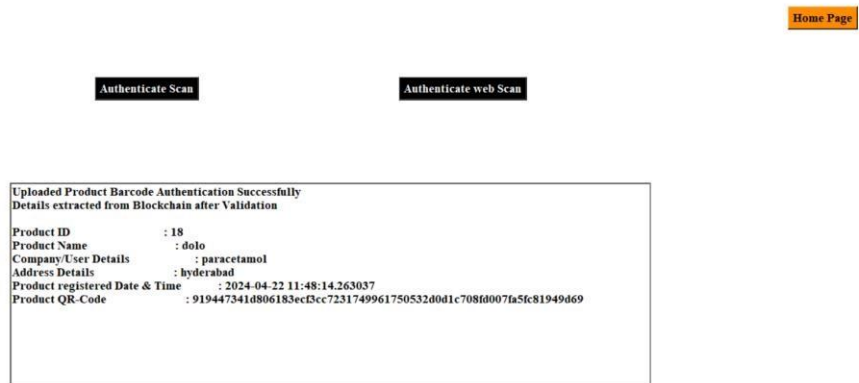 Home Page
Authenticate Scan
Authenticate web Scan
Uploaded Product Barcode Authentication Successfully
Details extracted from Blockchain after Validation
Product ID : 18
Product Name : dolo
Company/User Details : paracetamol
Address Details : hyderabad
Product registered Date & Time : 2024-04-22 11:48:14.263037
Product QR-Code : 919447341d806183ecf3cc7231749961750532d0d1c708fd007fa5fc81949d69